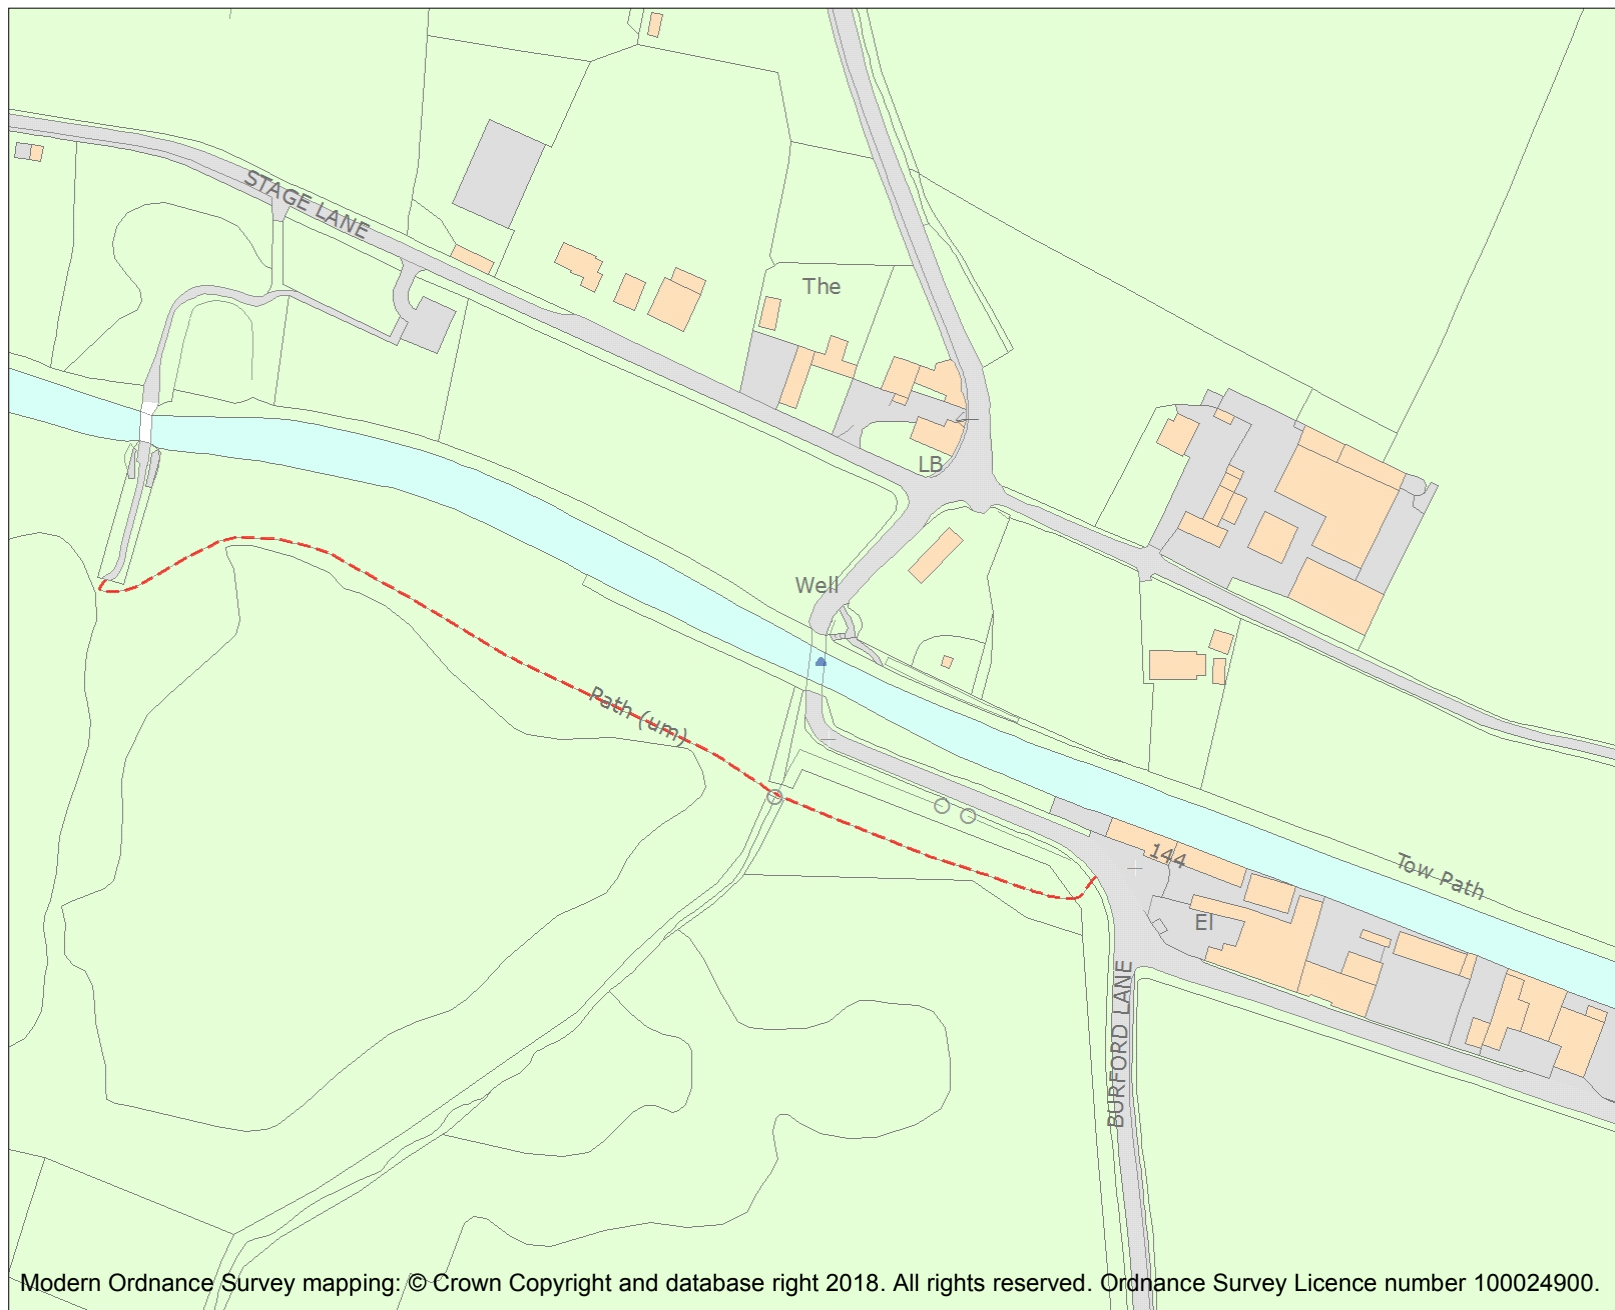 STAGE LANE
The
LB
Well
Path (um)
144
Tow Path
El
BURFORD LANE
Modern Ordnance Survey mapping: © Crown Copyright and database right 2018. All rights reserved. Ordnance Survey Licence number 100024900.